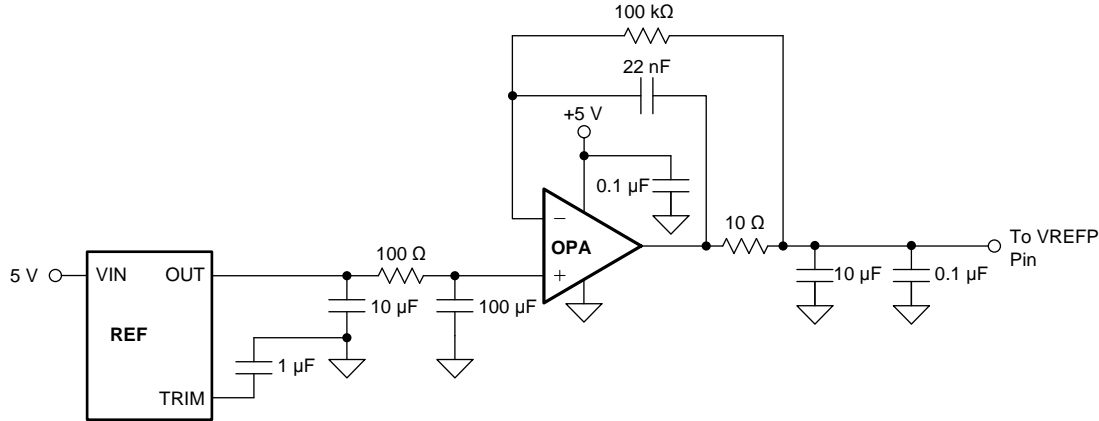 100 kΩ
22 nF
+5 V
0.1 µF
−
OPA
+
10 Ω
To VREFP
Pin
10 µF
0.1 µF
100 Ω
5 V
VIN
OUT
10 µF
100 µF
REF
1 µF
TRIM